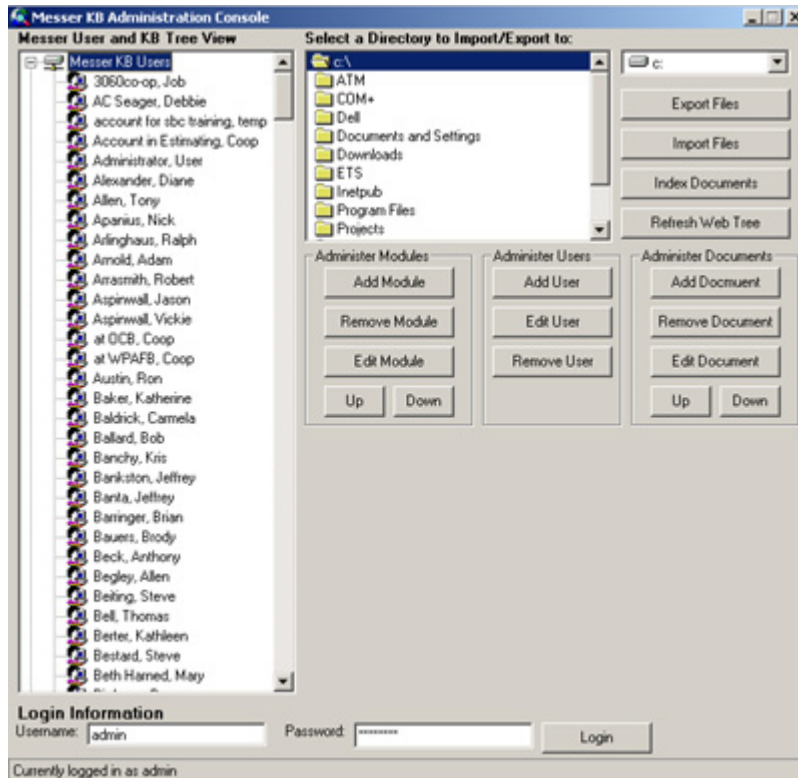 Messer KB Administration Console
Messer User and KB Tree View
Messer KB Users
3060co-op, Job
AC Seager, Debbie
account for sbc training, temp
Account in Estimating, Coop
Administrator, User
Alexander, Diane
Allen, Tony
Apanius, Nick
Arlinghaus, Ralph
Arnold, Adam
Arrasmith, Robert
Aspinwall, Jason
Aspinwall, Vickie
at OCB, Coop
at WPAFB, Coop
Austin, Ron
Baker, Katherine
Baldrick, Carmela
Ballard, Bob
Banchy, Kris
Bankston, Jeffrey
Banta, Jeffrey
Barringer, Brian
Bauers, Brody
Beck, Anthony
Begley, Allen
Beiting, Steve
Bell, Thomas
Berter, Kathleen
Bestard, Steve
Beth Harned, Mary
Select a Directory to Import/Export to:
c:\
ATM
COM+
Dell
Documents and Settings
Downloads
ETS
Inetpub
Program Files
Projects
c:
Export Files
Import Files
Index Documents
Refresh Web Tree
Administer Modules
Add Module
Remove Module
Edit Module
Up Down
Administer Users
Add User
Edit User
Remove User
Administer Documents
Add Docmuent
Remove Document
Edit Document
Up Down
Login Information
Username: admin Password: ******** Login
Currently logged in as admin